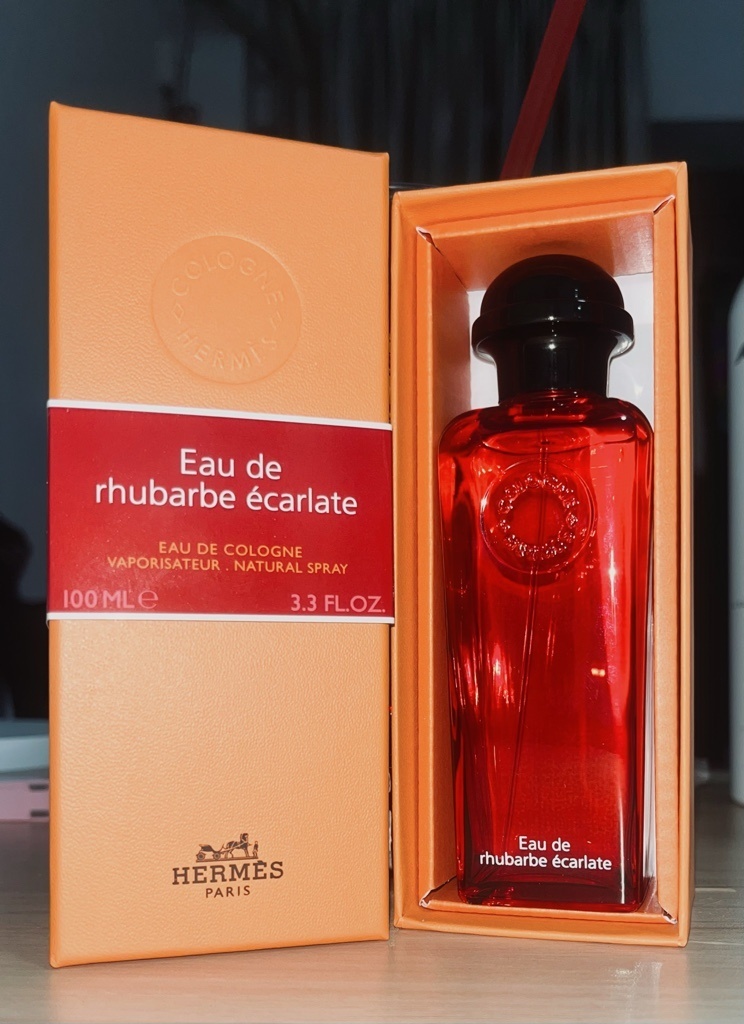 COLOGNE
HERMÈS
Eau de
rhubarbe écarlate
EAU DE COLOGNE
VAPORISATEUR . NATURAL SPRAY
100 ML ℮
3.3 FL.OZ.
HERMÈS
PARIS
Eau de
rhubarbe écarlate